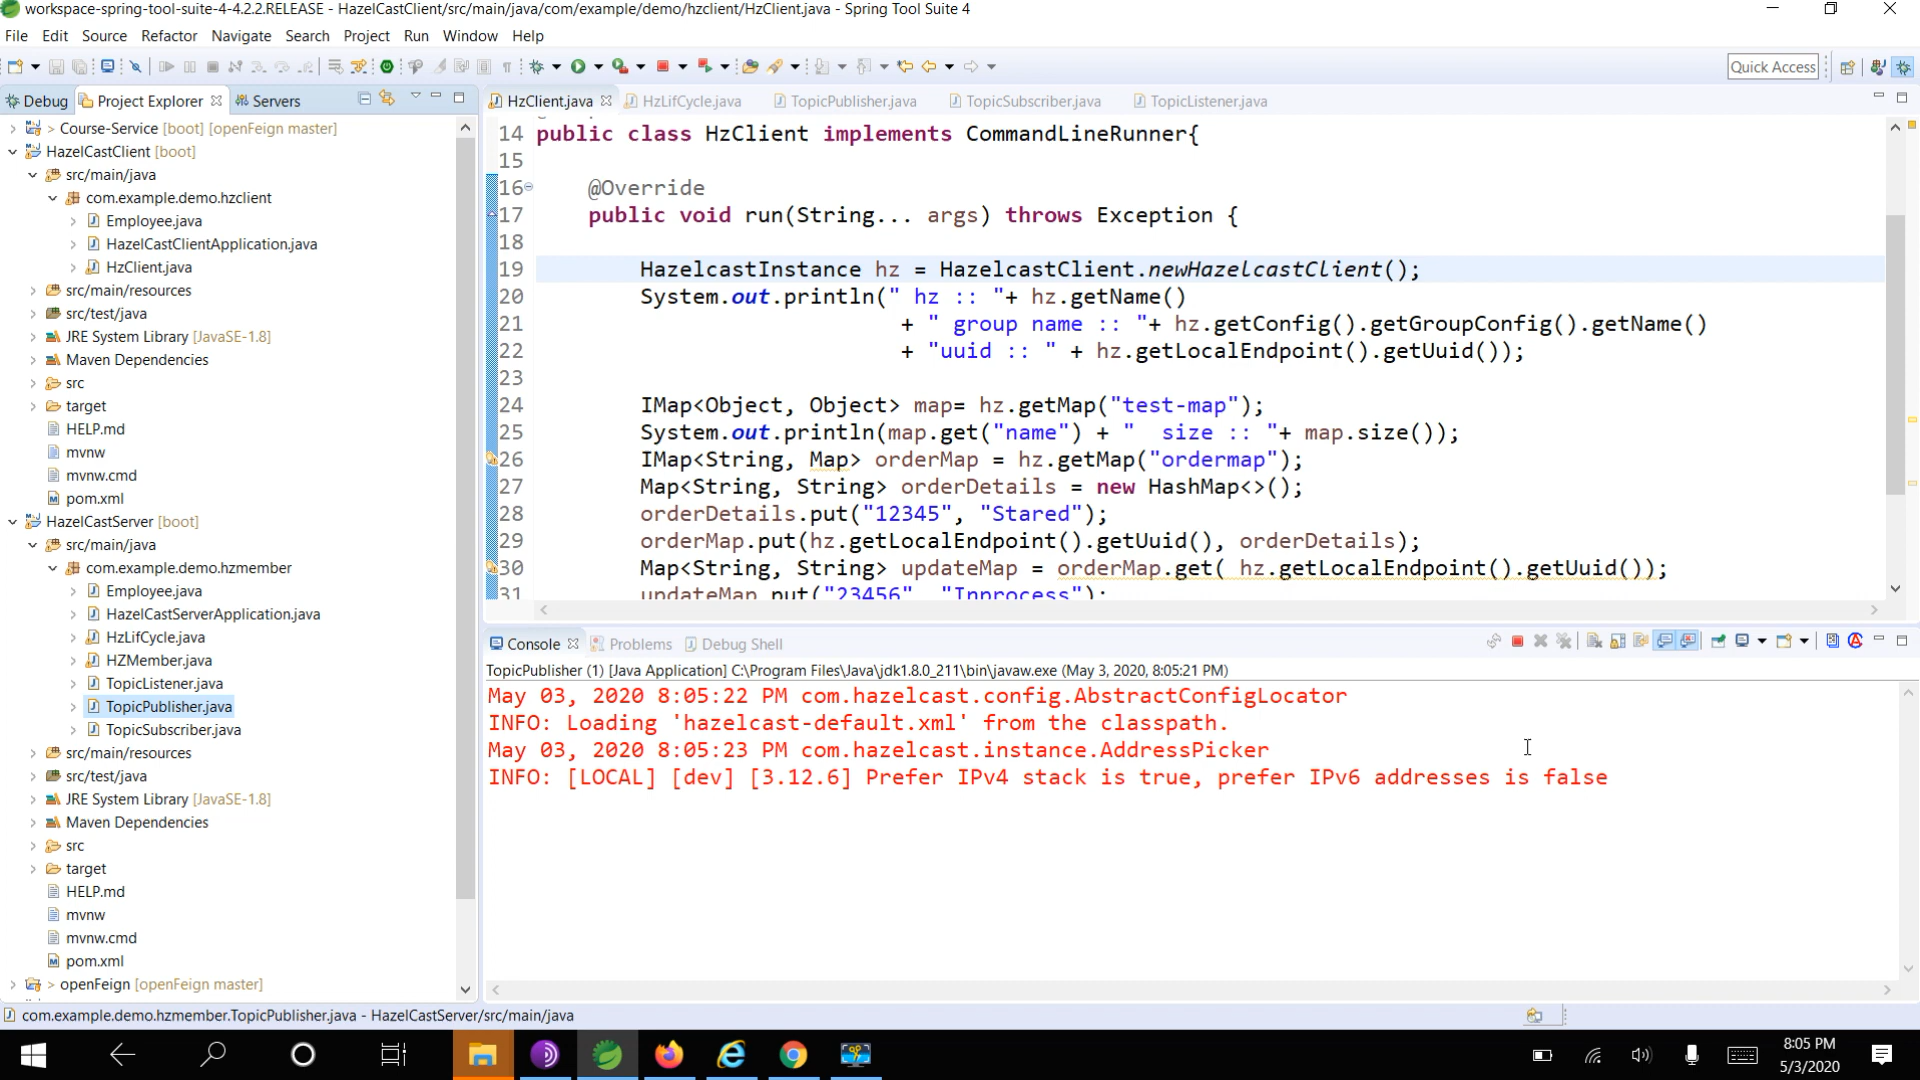 workspace-spring-tool-suite-4-4.2.2.RELEASE - HazelCastClient/src/main/java/com/example/demo/hzclient/HzClient.java - Spring Tool Suite 4
File Edit Source Refactor Navigate Search Project Run Window Help
Quick Access
Debug Project Explorer Servers
> Course-Service [boot] [openFeign master]
HazelCastClient [boot]
src/main/java
com.example.demo.hzclient
Employee.java
HazelCastClientApplication.java
HzClient.java
src/main/resources
src/test/java
JRE System Library [JavaSE-1.8]
Maven Dependencies
src
target
HELP.md
mvnw
mvnw.cmd
pom.xml
HazelCastServer [boot]
src/main/java
com.example.demo.hzmember
Employee.java
HazelCastServerApplication.java
HzLifCycle.java
HZMember.java
TopicListener.java
TopicPublisher.java
TopicSubscriber.java
src/main/resources
src/test/java
JRE System Library [JavaSE-1.8]
Maven Dependencies
src
target
HELP.md
mvnw
mvnw.cmd
pom.xml
> openFeign [openFeign master]
HzClient.java HzLifCycle.java TopicPublisher.java TopicSubscriber.java TopicListener.java
14 public class HzClient implements CommandLineRunner{
15
16 @Override
17 public void run(String... args) throws Exception {
18
19 HazelcastInstance hz = HazelcastClient.newHazelcastClient();
20 System.out.println(" hz :: "+ hz.getName()
21 + " group name :: "+ hz.getConfig().getGroupConfig().getName()
22 + "uuid :: " + hz.getLocalEndpoint().getUuid());
23
24 IMap<Object, Object> map= hz.getMap("test-map");
25 System.out.println(map.get("name") + "  size :: "+ map.size());
26 IMap<String, Map> orderMap = hz.getMap("ordermap");
27 Map<String, String> orderDetails = new HashMap<>();
28 orderDetails.put("12345", "Stared");
29 orderMap.put(hz.getLocalEndpoint().getUuid(), orderDetails);
30 Map<String, String> updateMap = orderMap.get( hz.getLocalEndpoint().getUuid());
31 updateMap.put("23456", "Inprocess");
Console Problems Debug Shell
TopicPublisher (1) [Java Application] C:\Program Files\Java\jdk1.8.0_211\bin\javaw.exe (May 3, 2020, 8:05:21 PM)
May 03, 2020 8:05:22 PM com.hazelcast.config.AbstractConfigLocator
INFO: Loading 'hazelcast-default.xml' from the classpath.
May 03, 2020 8:05:23 PM com.hazelcast.instance.AddressPicker
INFO: [LOCAL] [dev] [3.12.6] Prefer IPv4 stack is true, prefer IPv6 addresses is false
com.example.demo.hzmember.TopicPublisher.java - HazelCastServer/src/main/java
8:05 PM
5/3/2020